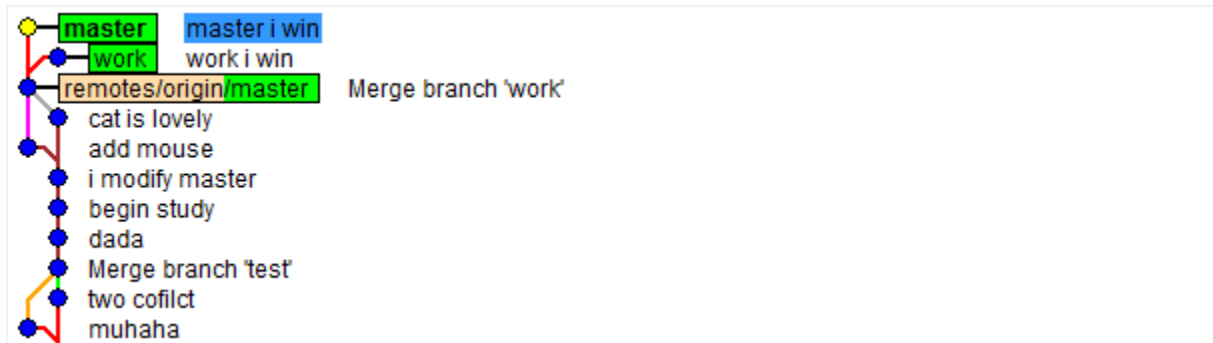 master master i win
work work i win
remotes/origin/master Merge branch 'work'
cat is lovely
add mouse
i modify master
begin study
dada
Merge branch 'test'
two cofilct
muhaha